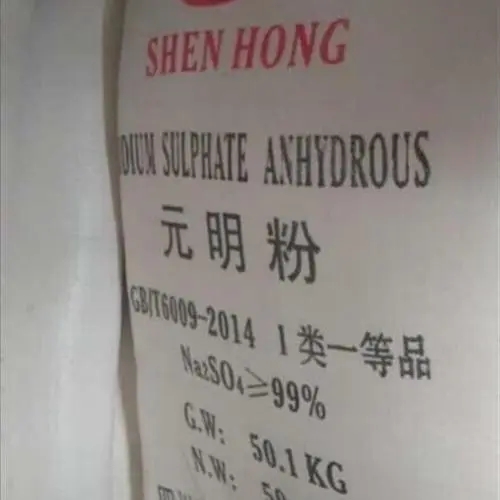 SHEN HONG
DIUM SULPHATE ANHYDROUS
元明粉
GB/T6009-2014 I类一等品
Na₂SO₄≥99%
G.W: 50.1 KG
N.W: 50